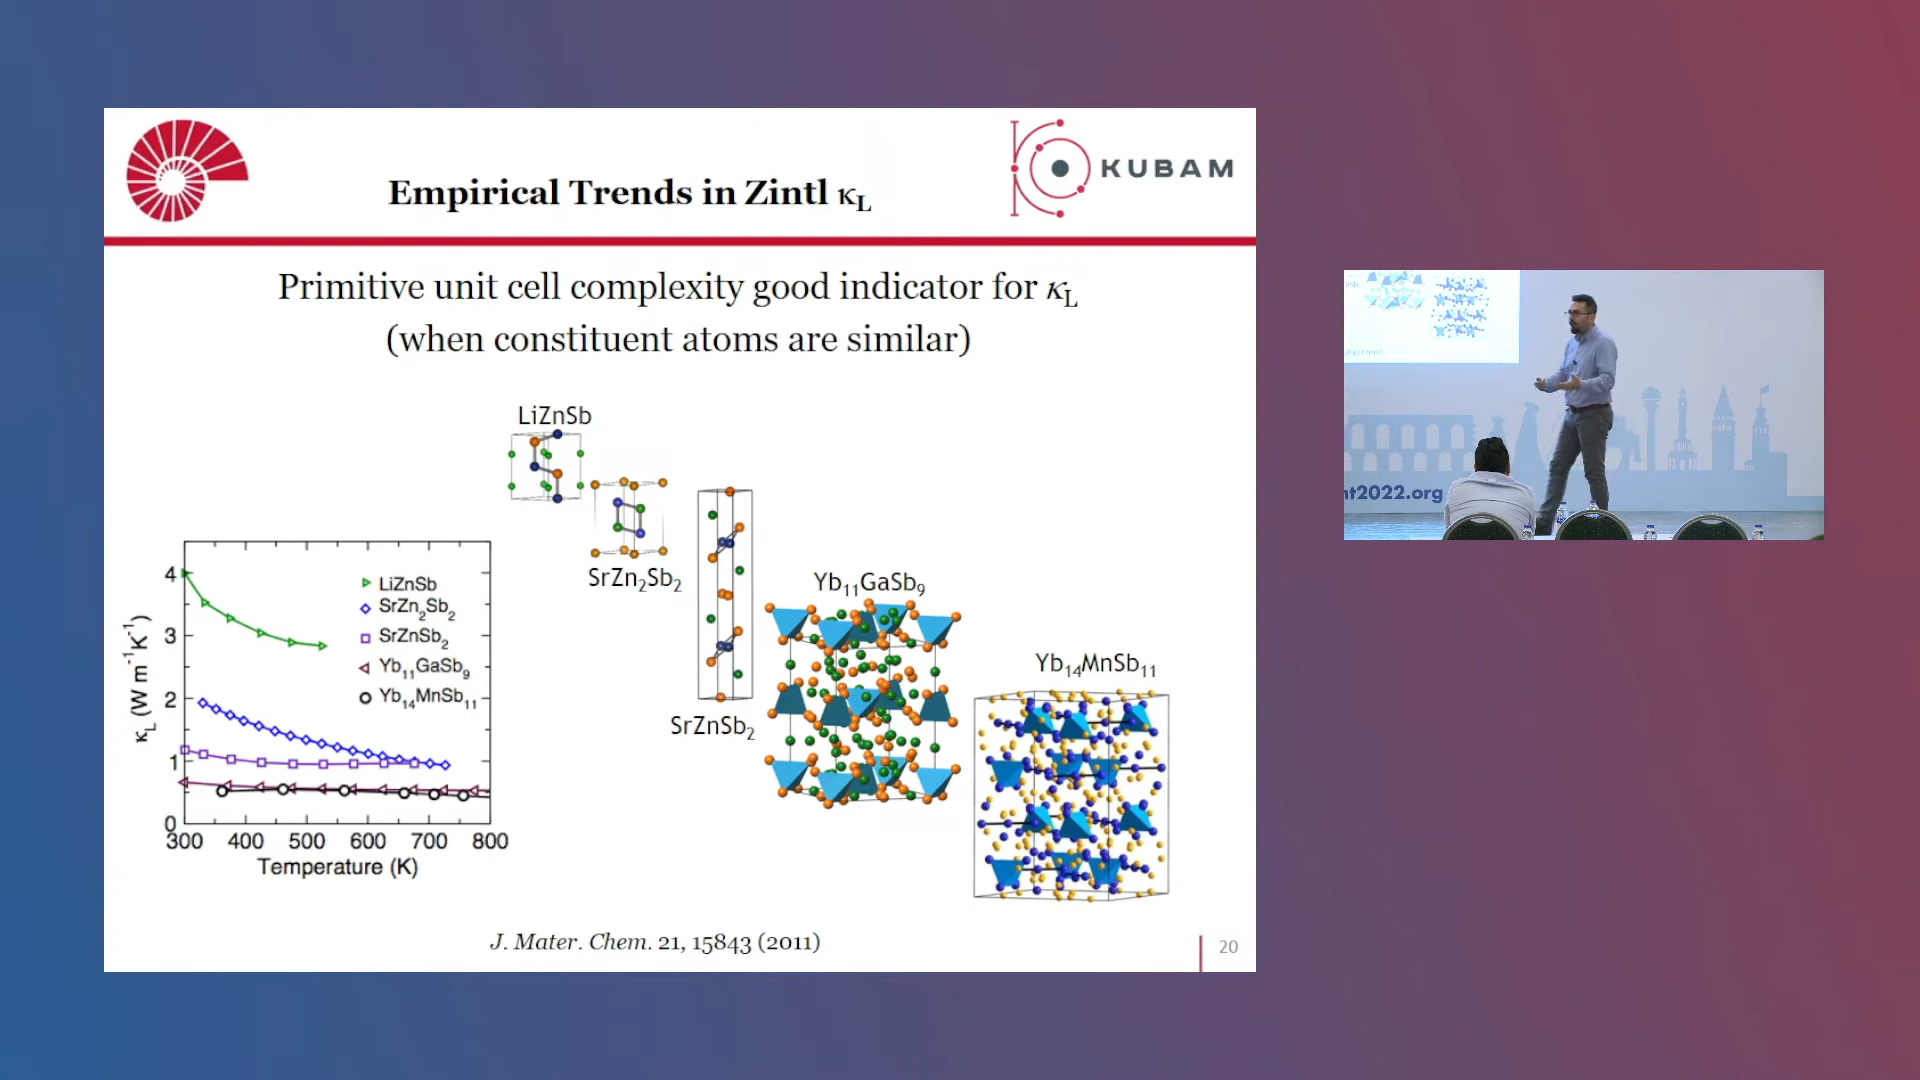 KUBAM
Empirical Trends in Zintl κL
Primitive unit cell complexity good indicator for κL
(when constituent atoms are similar)
LiZnSb
SrZn2Sb2
SrZnSb2
Yb11GaSb9
Yb14MnSb11
κL (W m-1K-1)
4
3
2
1
0
LiZnSb
SrZn2Sb2
SrZnSb2
Yb11GaSb9
Yb14MnSb11
300 400 500 600 700 800
Temperature (K)
J. Mater. Chem. 21, 15843 (2011)
20
nt2022.org